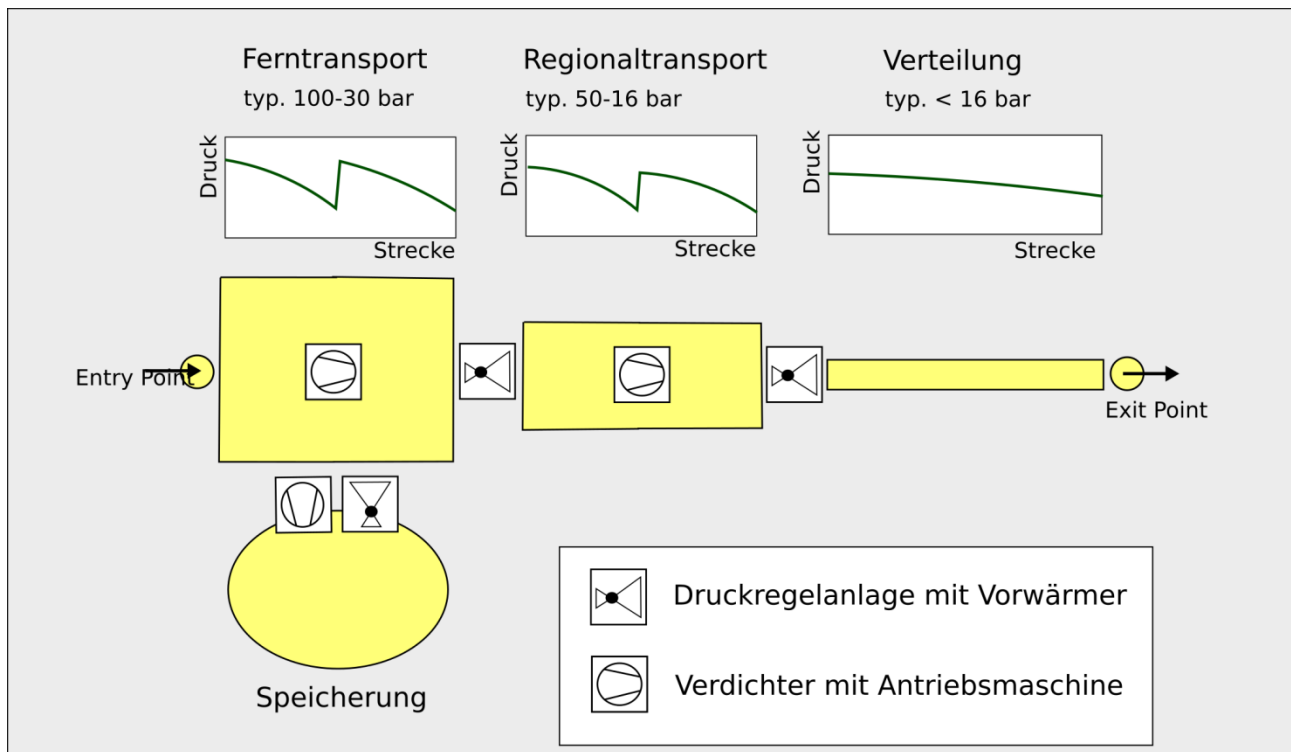 Ferntransport
typ. 100-30 bar
Regionaltransport
typ. 50-16 bar
Verteilung
typ. < 16 bar
Druck
Strecke
Druck
Strecke
Druck
Strecke
Entry Point
Exit Point
Speicherung
Druckregelanlage mit Vorwärmer
Verdichter mit Antriebsmaschine